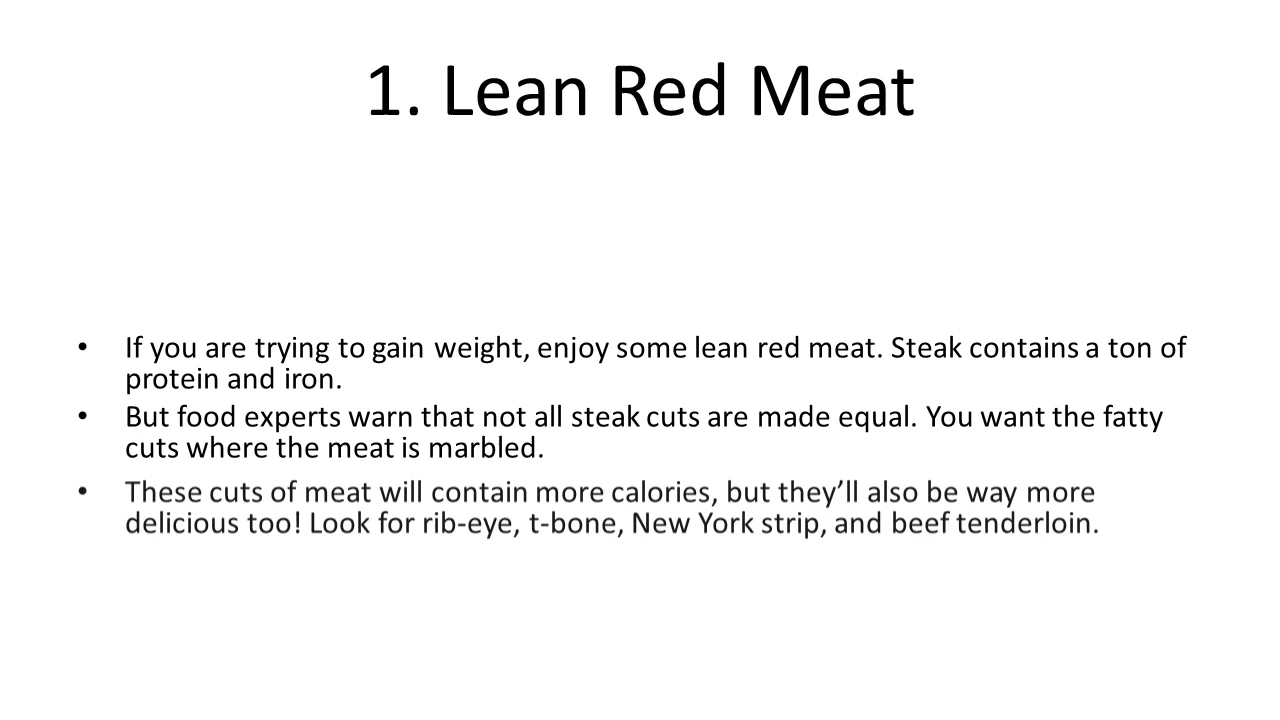 1. Lean Red Meat
• If you are trying to gain weight, enjoy some lean red meat. Steak contains a ton of
protein and iron.
• But food experts warn that not all steak cuts are made equal. You want the fatty
cuts where the meat is marbled.
• These cuts of meat will contain more calories, but they’ll also be way more
delicious too! Look for rib-eye, t-bone, New York strip, and beef tenderloin.